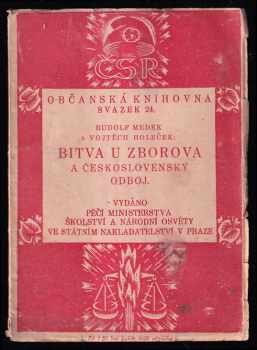 ČSR
OBČANSKÁ KNIHOVNA
SVAZEK 24.
RUDOLF MEDEK
A VOJTĚCH HOLEČEK:
BITVA U ZBOROVA
A ČESKOSLOVENSKÝ
ODBOJ.
VYDÁNO
PÉČÍ MINISTERSTVA
ŠKOLSTVÍ A NÁRODNÍ OSVĚTY
VE STÁTNÍM NAKLADATELSTVÍ V PRAZE